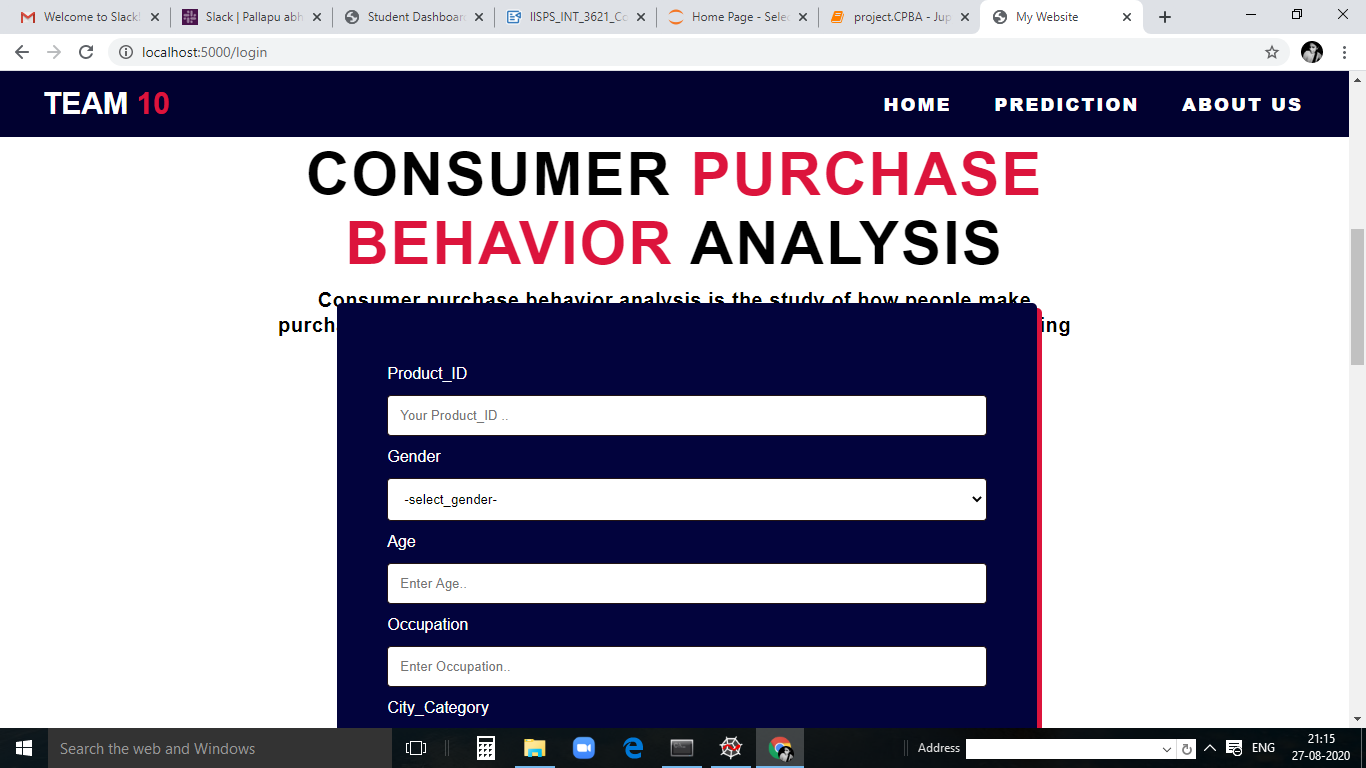 Welcome to Slack!
Slack | Pallapu abh
Student Dashboard
IISPS_INT_3621_Co
Home Page - Selec
project.CPBA - Jup
My Website
localhost:5000/login
TEAM 10
HOME
PREDICTION
ABOUT US
CONSUMER PURCHASE
BEHAVIOR ANALYSIS
Consumer purchase behavior analysis is the study of how people make
purch
ing
Product_ID
Your Product_ID ..
Gender
-select_gender-
Age
Enter Age..
Occupation
Enter Occupation..
City_Category
Search the web and Windows
Address
ENG
21:15
27-08-2020